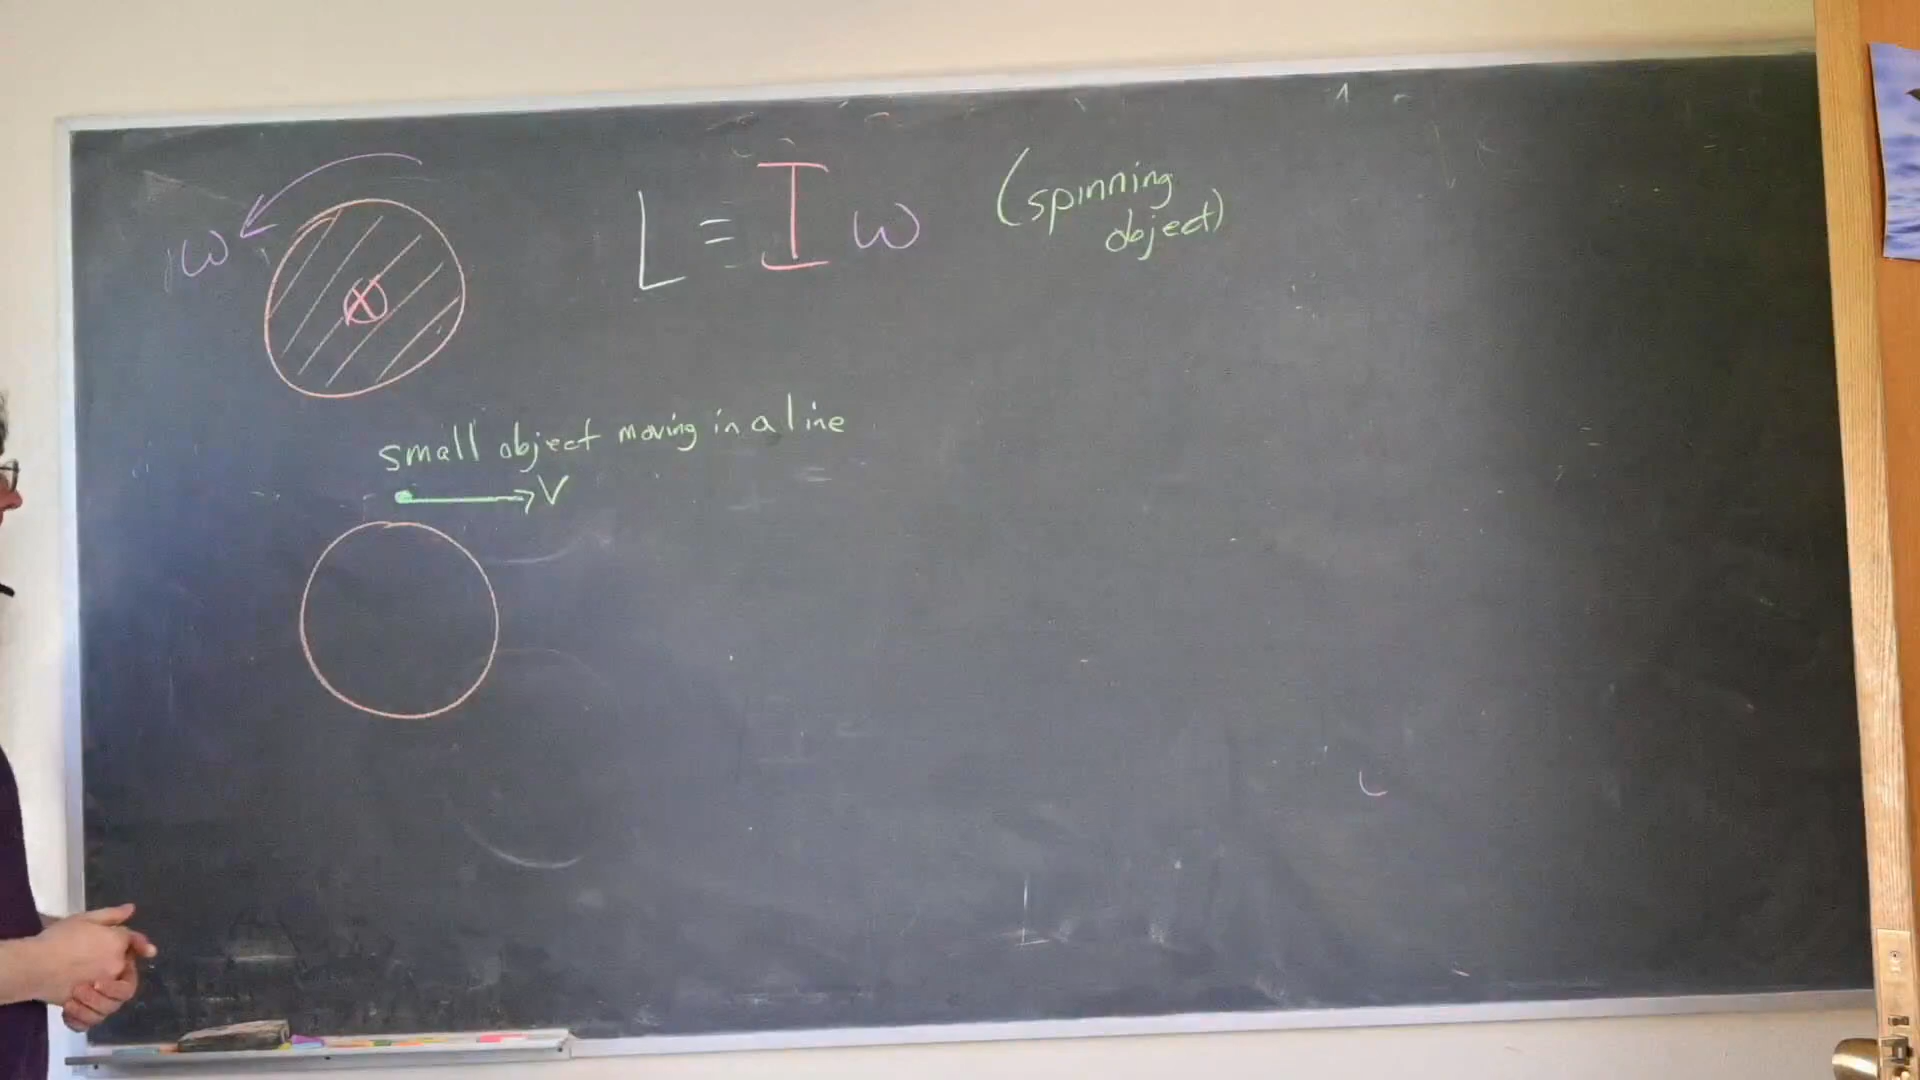 ω
L = I ω
(spinning
object)
small object moving in a line
V